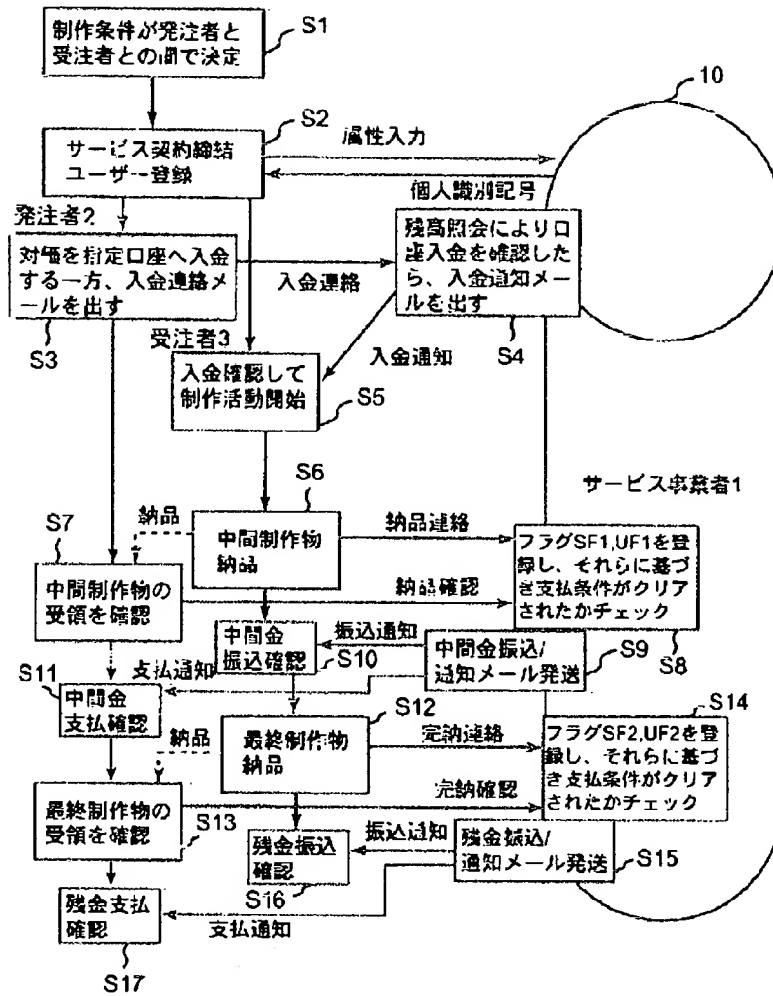 制作条件が発注者と
受注者との間で決定
S1
10
S2
サービス契約締結
ユーザー登録
属性入力
個人識別記号
発注者2
対価を指定口座へ入金
する一方、入金連絡メ
ールを出す
S3
入金連絡
残高照会により口
座入金を確認した
ら、入金通知メー
ルを出す
S4
受注者3
入金通知
入金確認して
制作活動開始
S5
S6
サービス事業者1
S7
納品
中間制作物
納品
納品連絡
フラグSF1,UF1を登
録し、それらに基づ
き支払条件がクリア
されたかチェック
S8
中間制作物の
受領を確認
納品確認
中間金
振込確認
S10
振込通知
中間金振込/
通知メール発送
S9
S11
支払通知
中間金
支払確認
S12
S14
納品
最終制作物
納品
完納連絡
フラグSF2,UF2を登
録し、それらに基づ
き支払条件がクリア
されたかチェック
最終制作物の
受領を確認
S13
完納確認
残金振込
確認
S16
振込通知
残金振込/
通知メール発送
S15
残金支払
確認
支払通知
S17